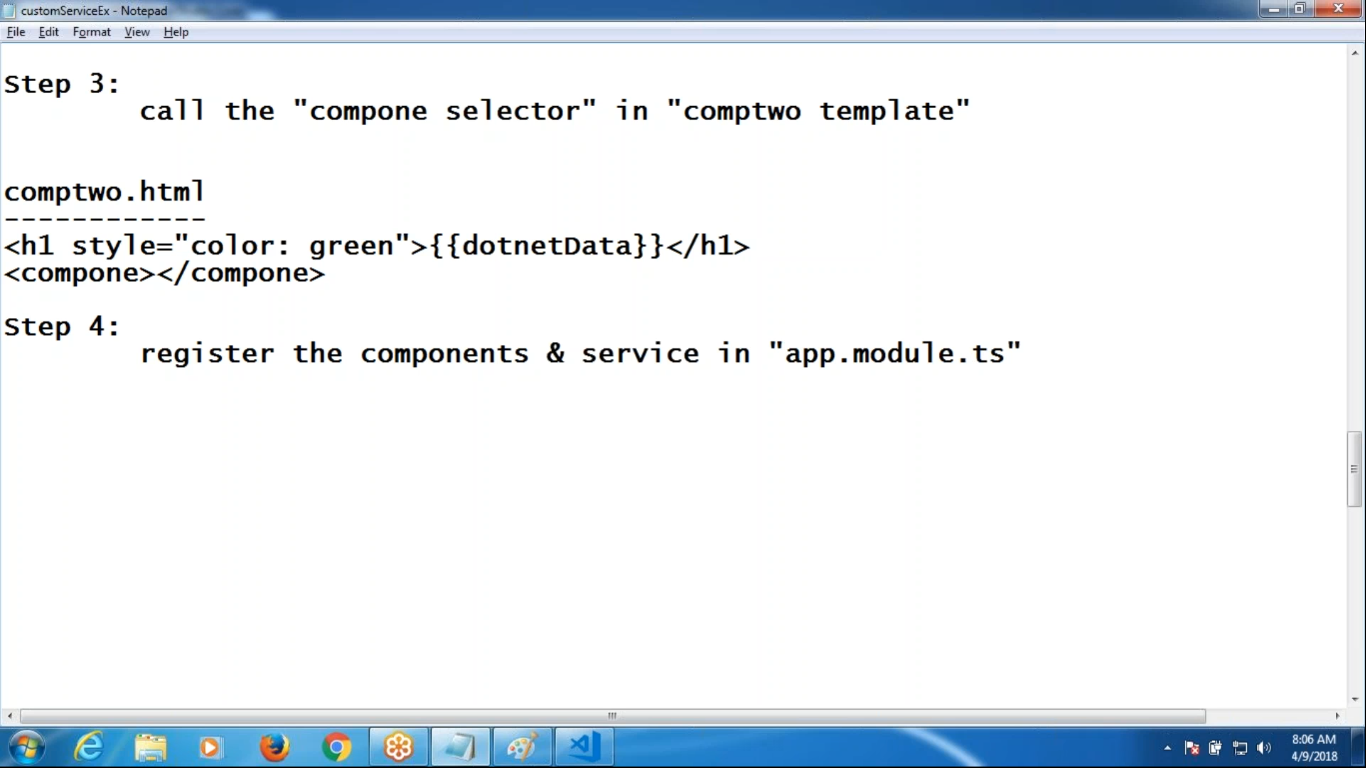 customServiceEx - Notepad
File Edit Format View Help
Step 3:
call the "compone selector" in "comptwo template"
comptwo.html
------------
<h1 style="color: green">{{dotnetData}}</h1>
<compone></compone>
Step 4:
register the components & service in "app.module.ts"
8:06 AM
4/9/2018